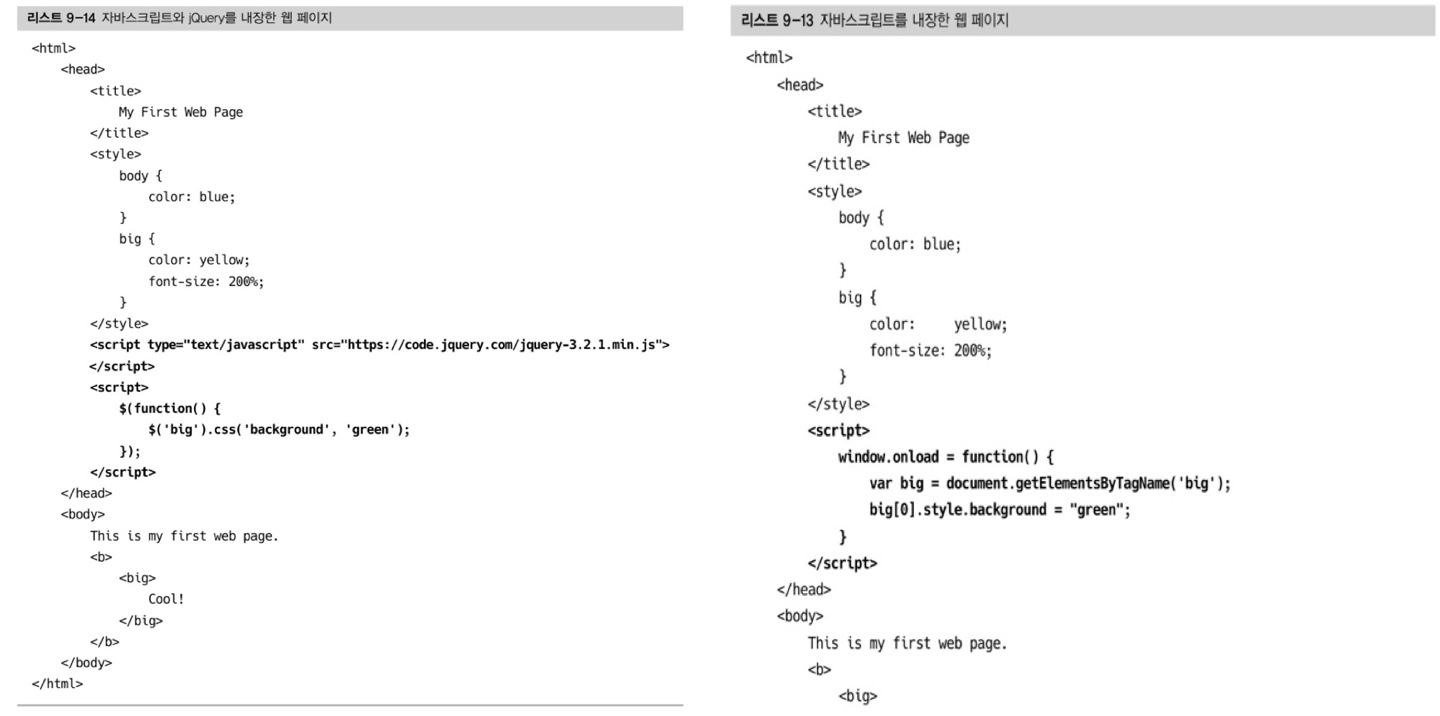 리스트 9-14 자바스크립트와 jQuery를 내장한 웹 페이지
<html>
    <head>
        <title>
            My First Web Page
        </title>
        <style>
            body {
                color: blue;
            }
            big {
                color: yellow;
                font-size: 200%;
            }
        </style>
        <script type="text/javascript" src="https://code.jquery.com/jquery-3.2.1.min.js">
        </script>
        <script>
            $(function() {
                $('big').css('background', 'green');
            });
        </script>
    </head>
    <body>
        This is my first web page.
        <b>
            <big>
                Cool!
            </big>
        </b>
    </body>
</html>
리스트 9-13 자바스크립트를 내장한 웹 페이지
<html>
    <head>
        <title>
            My First Web Page
        </title>
        <style>
            body {
                color: blue;
            }
            big {
                color:     yellow;
                font-size: 200%;
            }
        </style>
        <script>
            window.onload = function() {
                var big = document.getElementsByTagName('big');
                big[0].style.background = "green";
            }
        </script>
    </head>
    <body>
        This is my first web page.
        <b>
            <big>